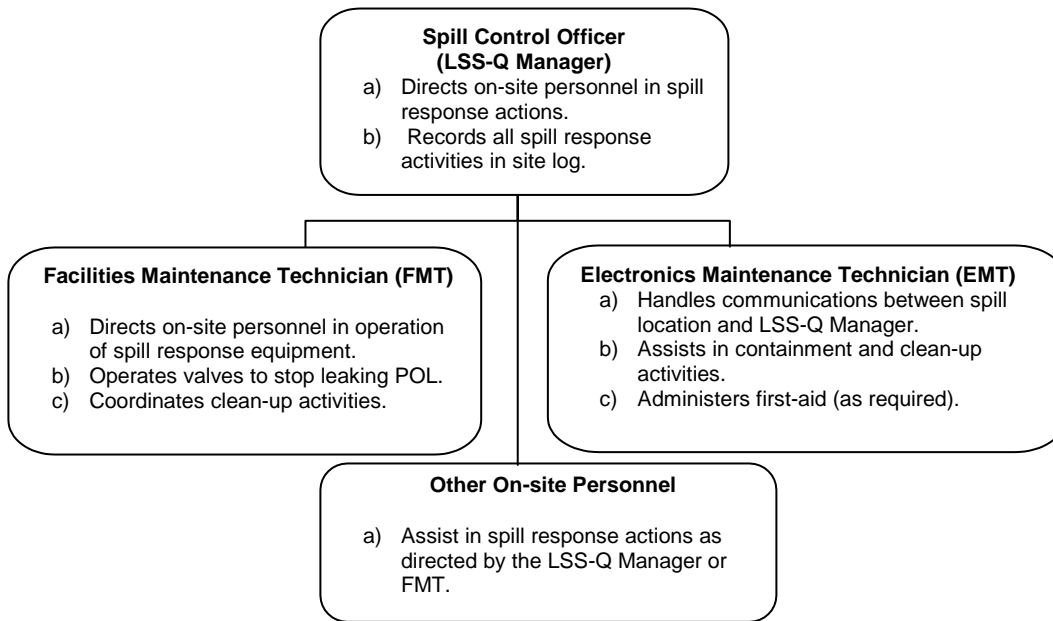 Spill Control Officer
(LSS-Q Manager)
a) Directs on-site personnel in spill
response actions.
b) Records all spill response
activities in site log.
Facilities Maintenance Technician (FMT)
a) Directs on-site personnel in operation
of spill response equipment.
b) Operates valves to stop leaking POL.
c) Coordinates clean-up activities.
Electronics Maintenance Technician (EMT)
a) Handles communications between spill
location and LSS-Q Manager.
b) Assists in containment and clean-up
activities.
c) Administers first-aid (as required).
Other On-site Personnel
a) Assist in spill response actions as
directed by the LSS-Q Manager or
FMT.